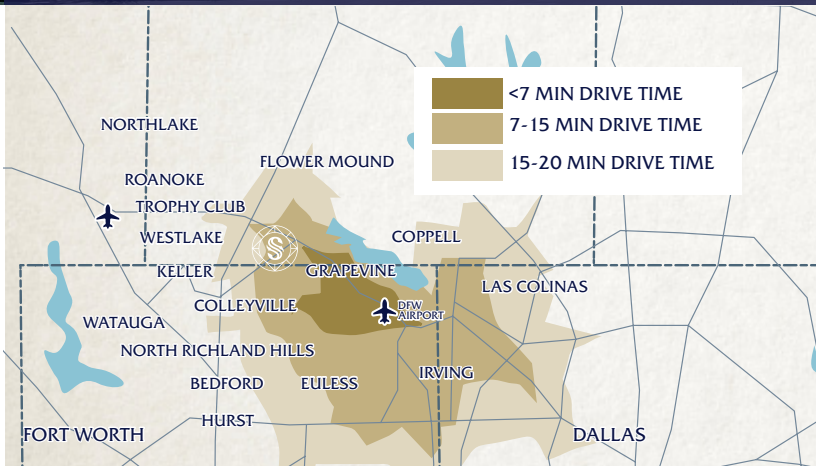 <7 MIN DRIVE TIME
7-15 MIN DRIVE TIME
15-20 MIN DRIVE TIME
NORTHLAKE
FLOWER MOUND
ROANOKE
TROPHY CLUB
WESTLAKE
COPPELL
S
KELLER
GRAPEVINE
LAS COLINAS
COLLEYVILLE
DFW
AIRPORT
WATAUGA
NORTH RICHLAND HILLS
IRVING
BEDFORD
EULESS
HURST
FORT WORTH
DALLAS